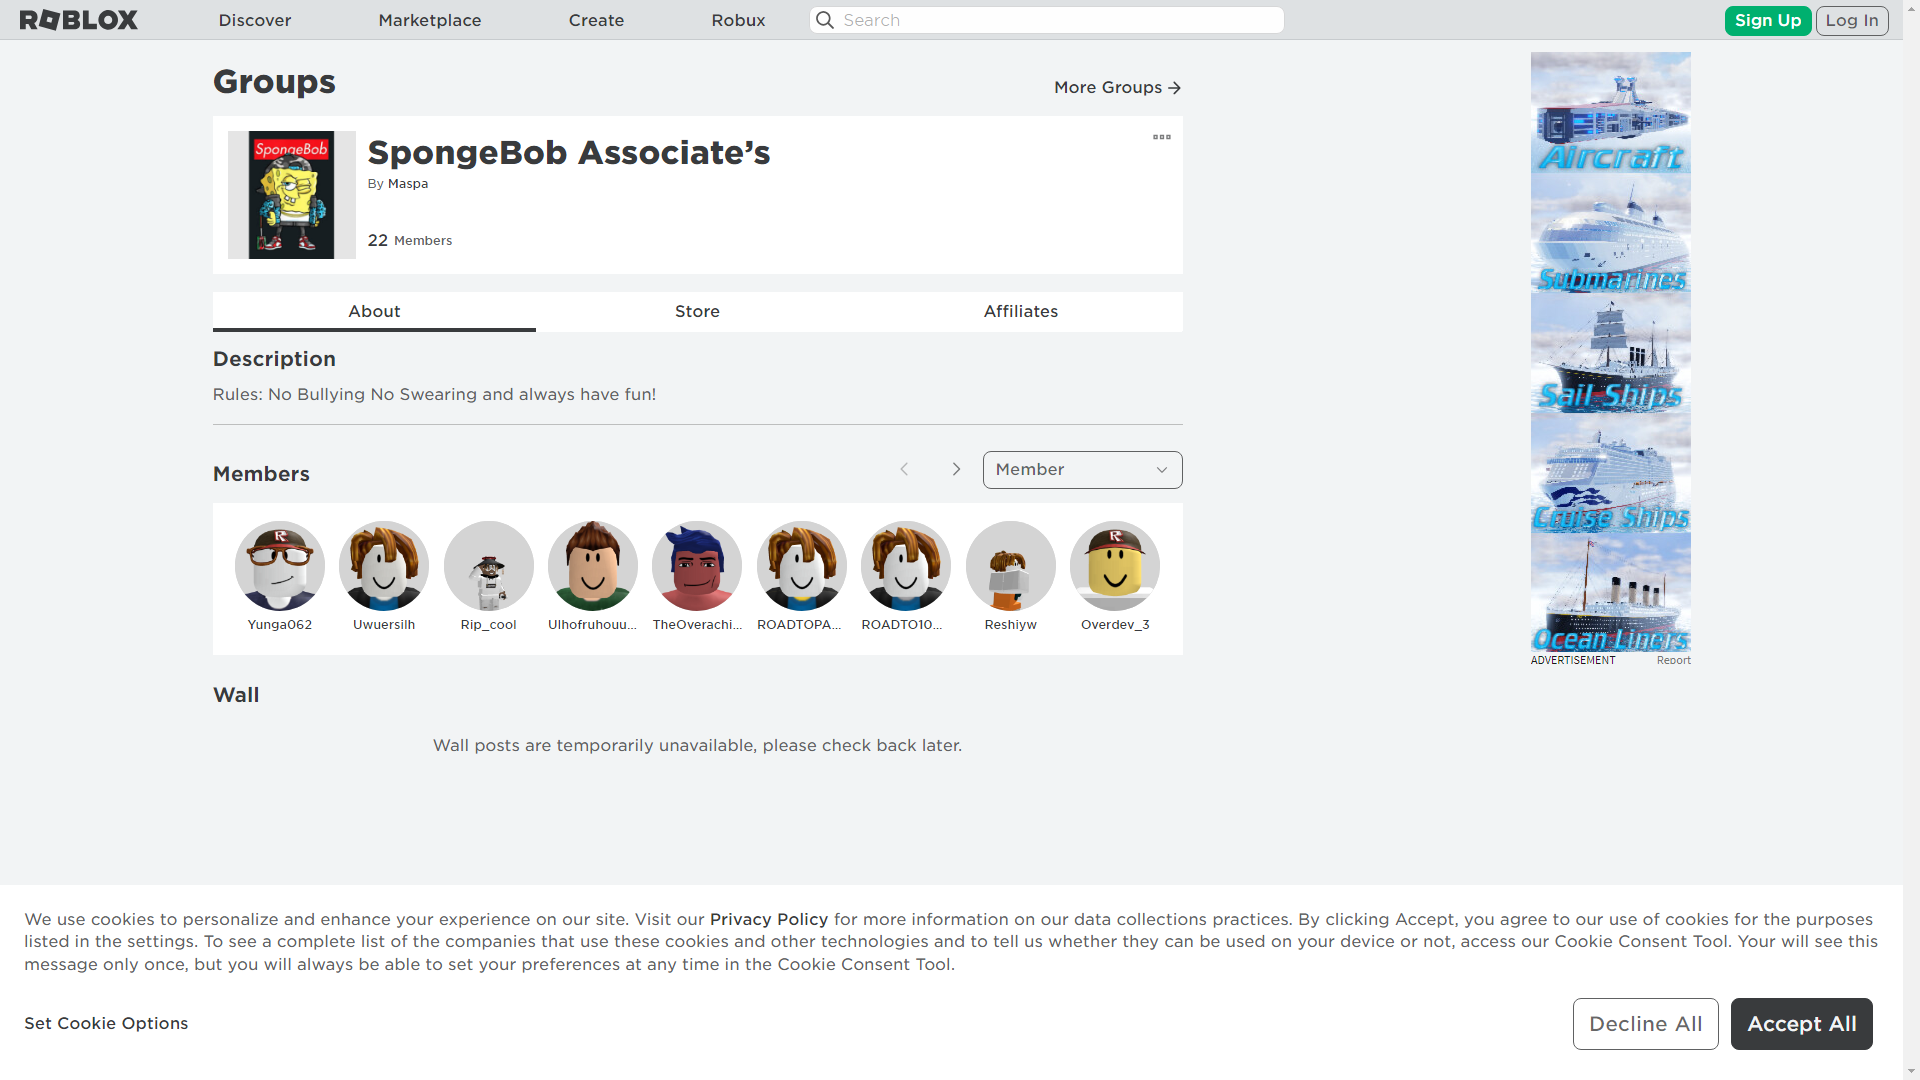 ROBLOX
Discover
Marketplace
Create
Robux
Search
Sign Up
Log In
Groups
More Groups
SpongeBob
SpongeBob Associate’s
By Maspa
22 Members
About
Store
Affiliates
Description
Rules: No Bullying No Swearing and always have fun!
Members
Member
Yunga062
Uwuersilh
Rip_cool
Ulhofruhouu...
TheOverachi...
ROADTOPA...
ROADTO10...
Reshiyw
Overdev_3
Wall
Wall posts are temporarily unavailable, please check back later.
Aircraft
Submarines
Sail Ships
Cruise Ships
Ocean Liners
ADVERTISEMENT
Report
We use cookies to personalize and enhance your experience on our site. Visit our Privacy Policy for more information on our data collections practices. By clicking Accept, you agree to our use of cookies for the purposes
listed in the settings. To see a complete list of the companies that use these cookies and other technologies and to tell us whether they can be used on your device or not, access our Cookie Consent Tool. Your will see this
message only once, but you will always be able to set your preferences at any time in the Cookie Consent Tool.
Set Cookie Options
Decline All
Accept All